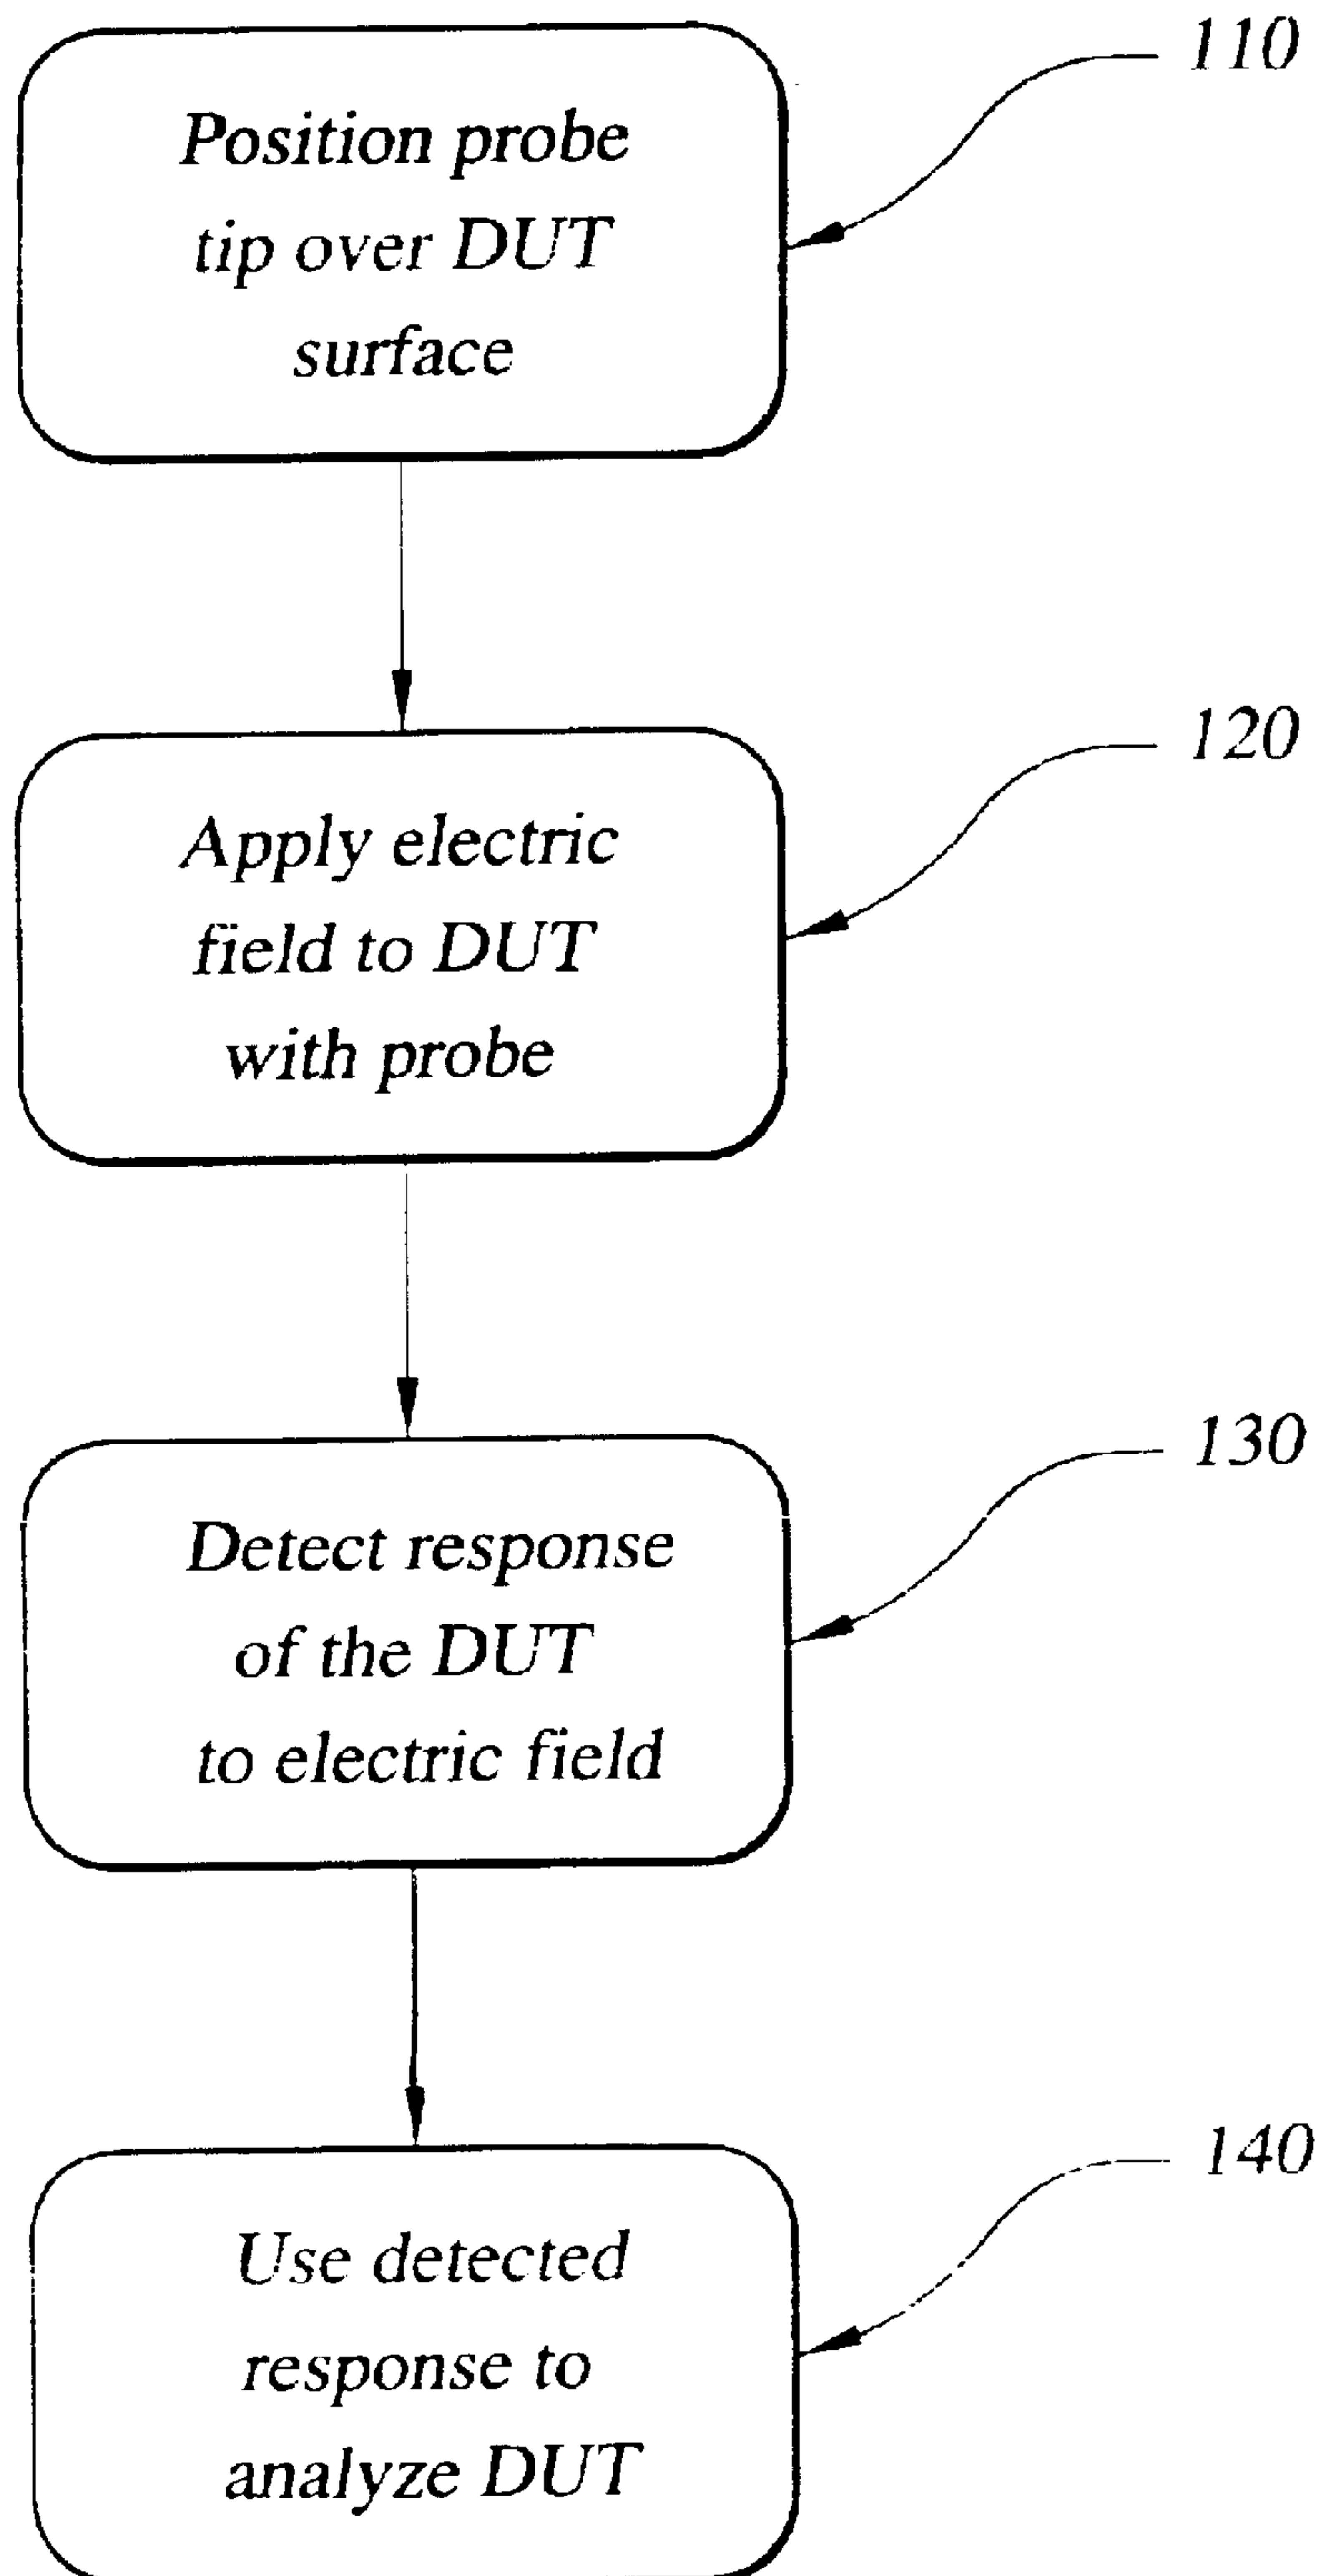 110
Position probe
tip over DUT
surface
120
Apply electric
field to DUT
with probe
130
Detect response
of the DUT
to electric field
140
Use detected
response to
analyze DUT